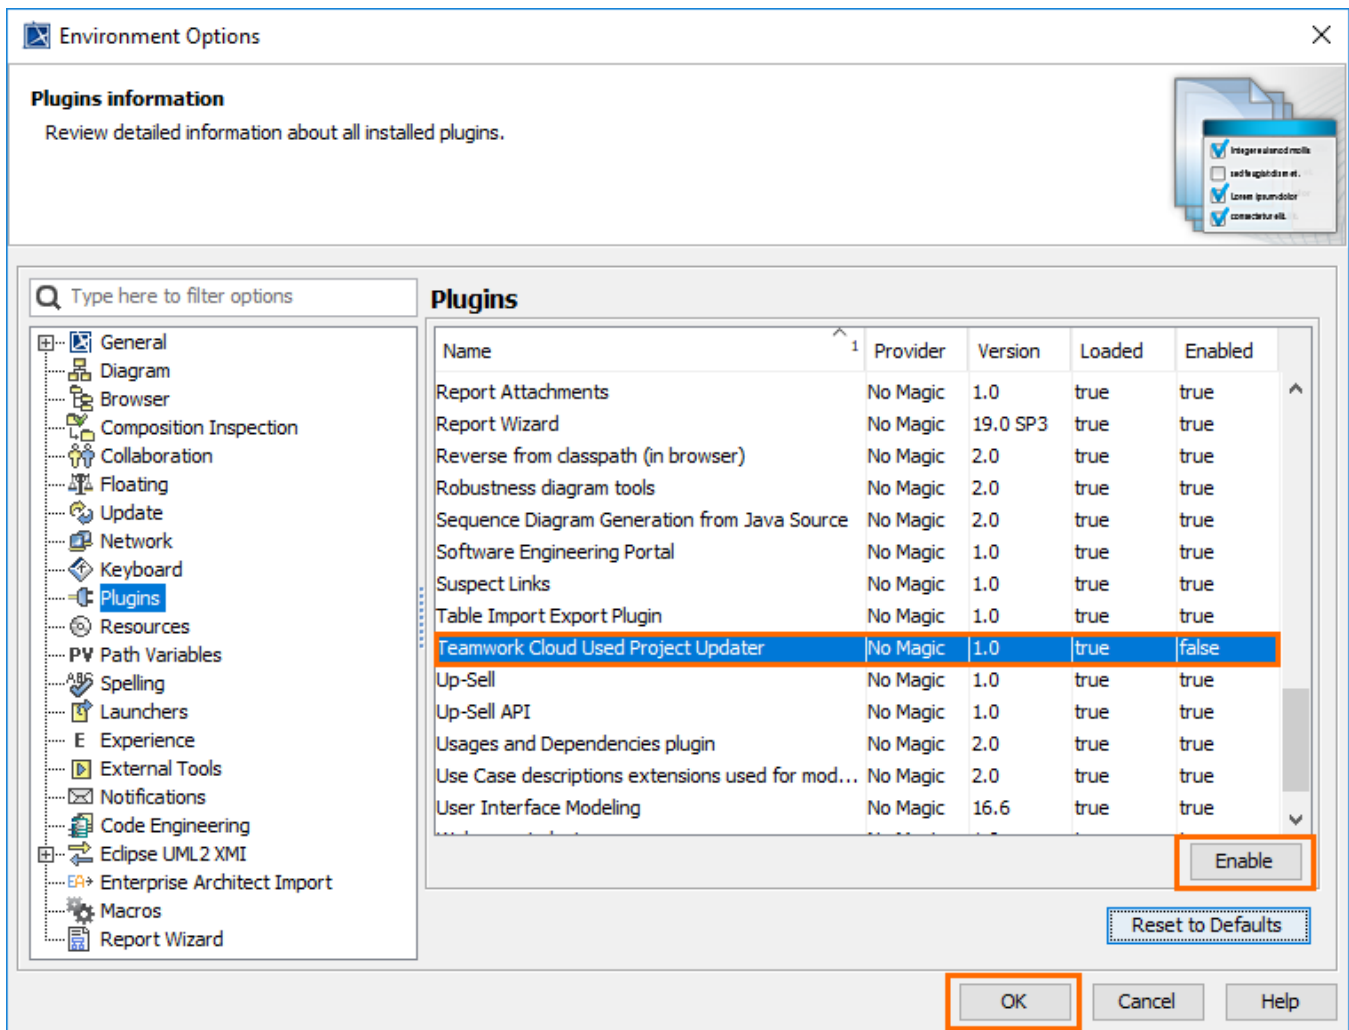 Environment Options
Plugins information
Review detailed information about all installed plugins.
Lorem ipsum dolor
Type here to filter options
General
Diagram
Browser
Composition Inspection
Collaboration
Floating
Update
Network
Keyboard
Plugins
Resources
PV Path Variables
ABC Spelling
Launchers
E Experience
External Tools
Notifications
Code Engineering
Eclipse UML2 XMI
EA Enterprise Architect Import
Macros
Report Wizard
Plugins
Name 1 Provider Version Loaded Enabled
Report Attachments No Magic 1.0 true true
Report Wizard No Magic 19.0 SP3 true true
Reverse from classpath (in browser) No Magic 2.0 true true
Robustness diagram tools No Magic 2.0 true true
Sequence Diagram Generation from Java Source No Magic 2.0 true true
Software Engineering Portal No Magic 1.0 true true
Suspect Links No Magic 1.0 true true
Table Import Export Plugin No Magic 1.0 true true
Teamwork Cloud Used Project Updater No Magic 1.0 true false
Up-Sell No Magic 1.0 true true
Up-Sell API No Magic 1.0 true true
Usages and Dependencies plugin No Magic 2.0 true true
Use Case descriptions extensions used for mod... No Magic 2.0 true true
User Interface Modeling No Magic 16.6 true true
Enable
Reset to Defaults
OK Cancel Help